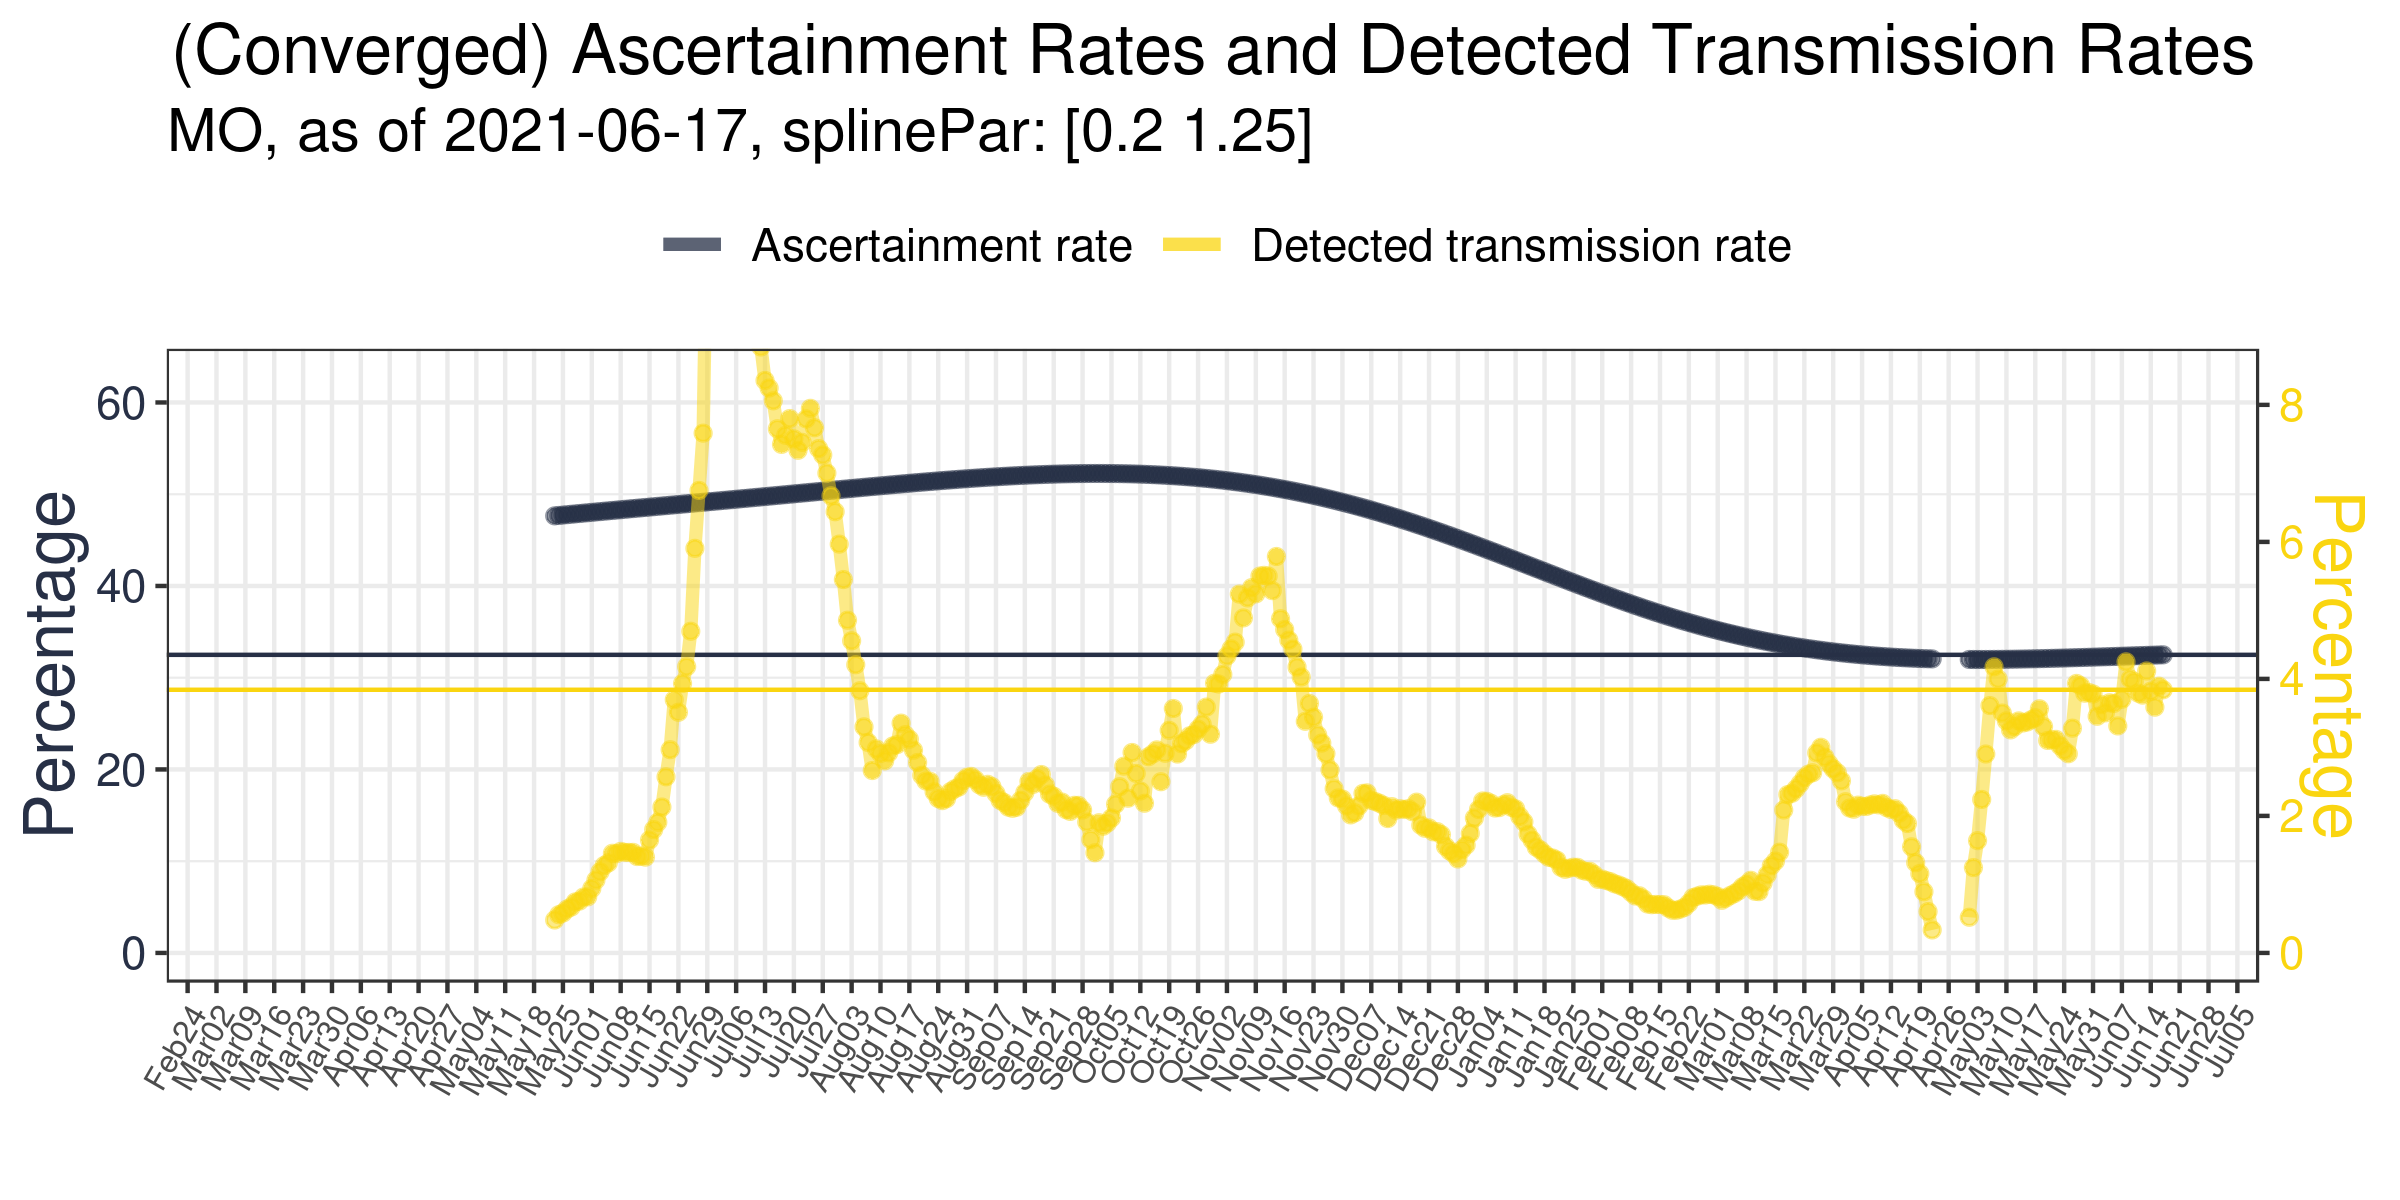 (Converged) Ascertainment Rates and Detected Transmission Rates
MO, as of 2021-06-17, splinePar: [0.2 1.25]
Ascertainment rate Detected transmission rate
Percentage
60
40
20
0
8
6
4
2
0
Percentage
Feb24
Mar02
Mar09
Mar16
Mar23
Mar30
Apr06
Apr13
Apr20
Apr27
May04
May11
May18
May25
Jun01
Jun08
Jun15
Jun22
Jun29
Jul06
Jul13
Jul20
Jul27
Aug03
Aug10
Aug17
Aug24
Aug31
Sep07
Sep14
Sep21
Sep28
Oct05
Oct12
Oct19
Oct26
Nov02
Nov09
Nov16
Nov23
Nov30
Dec07
Dec14
Dec21
Dec28
Jan04
Jan11
Jan18
Jan25
Feb01
Feb08
Feb15
Feb22
Mar01
Mar08
Mar15
Mar22
Mar29
Apr05
Apr12
Apr19
Apr26
May03
May10
May17
May24
May31
Jun07
Jun14
Jun21
Jun28
Jul05